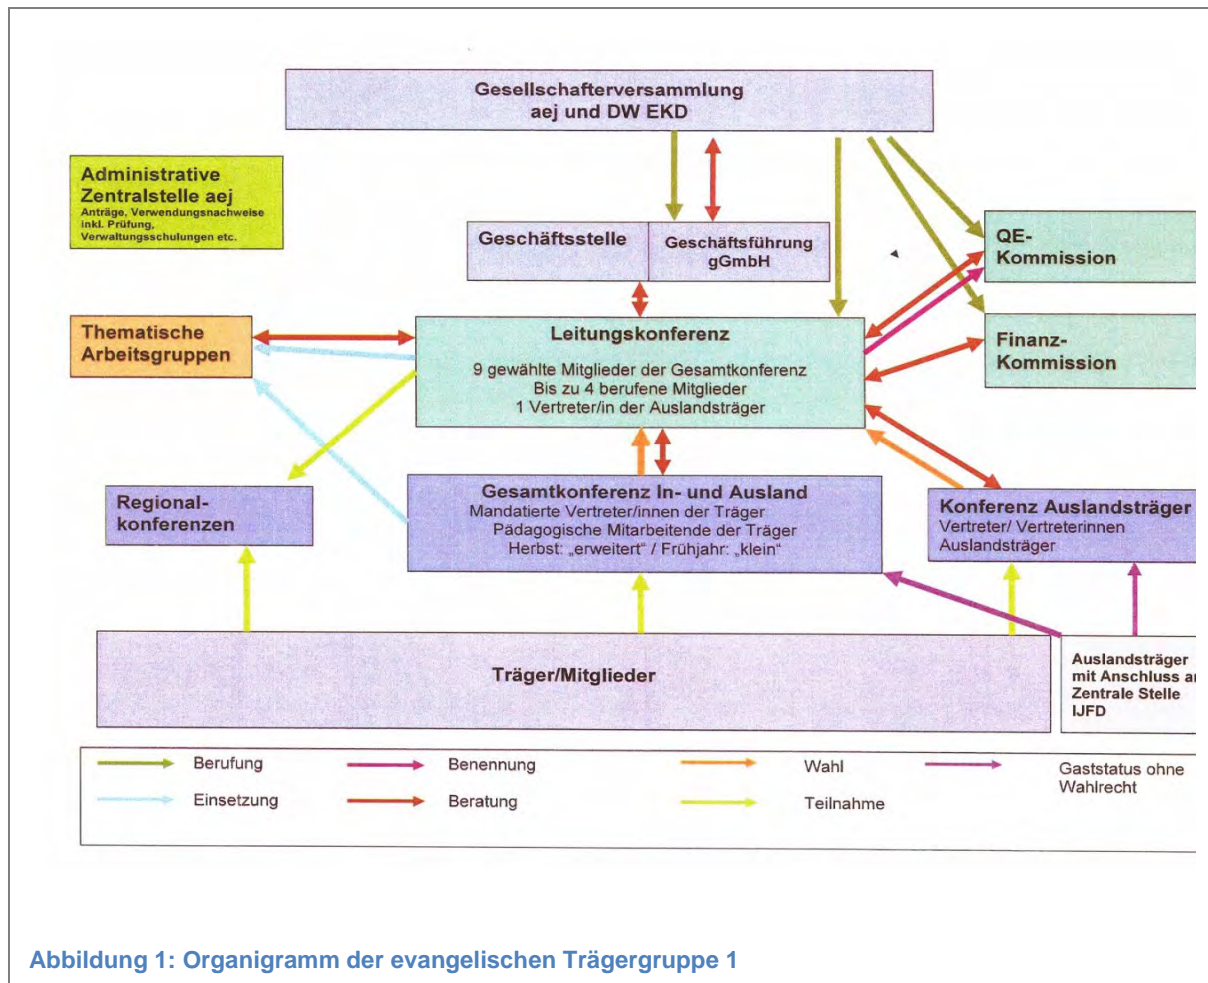 Gesellschafterversammlung
aej und DW EKD
Administrative
Zentralstelle aej
Anträge, Verwendungsnachweise
inkl. Prüfung,
Verwaltungsschulungen etc.
Geschäftsstelle
Geschäftsführung
gGmbH
QE-
Kommission
Thematische
Arbeitsgruppen
Leitungskonferenz
9 gewählte Mitglieder der Gesamtkonferenz
Bis zu 4 berufene Mitglieder
1 Vertreter/in der Auslandsträger
Finanz-
Kommission
Regional-
konferenzen
Gesamtkonferenz In- und Ausland
Mandatierte Vertreter/innen der Träger
Pädagogische Mitarbeitende der Träger
Herbst: „erweitert“ / Frühjahr: „klein“
Konferenz Auslandsträger
Vertreter/ Vertreterinnen
Auslandsträger
Träger/Mitglieder
Auslandsträger
mit Anschluss
Zentrale Stelle
IJFD
Berufung
Benennung
Wahl
Gaststatus ohne
Wahlrecht
Einsetzung
Beratung
Teilnahme
Abbildung 1: Organigramm der evangelischen Trägergruppe 1